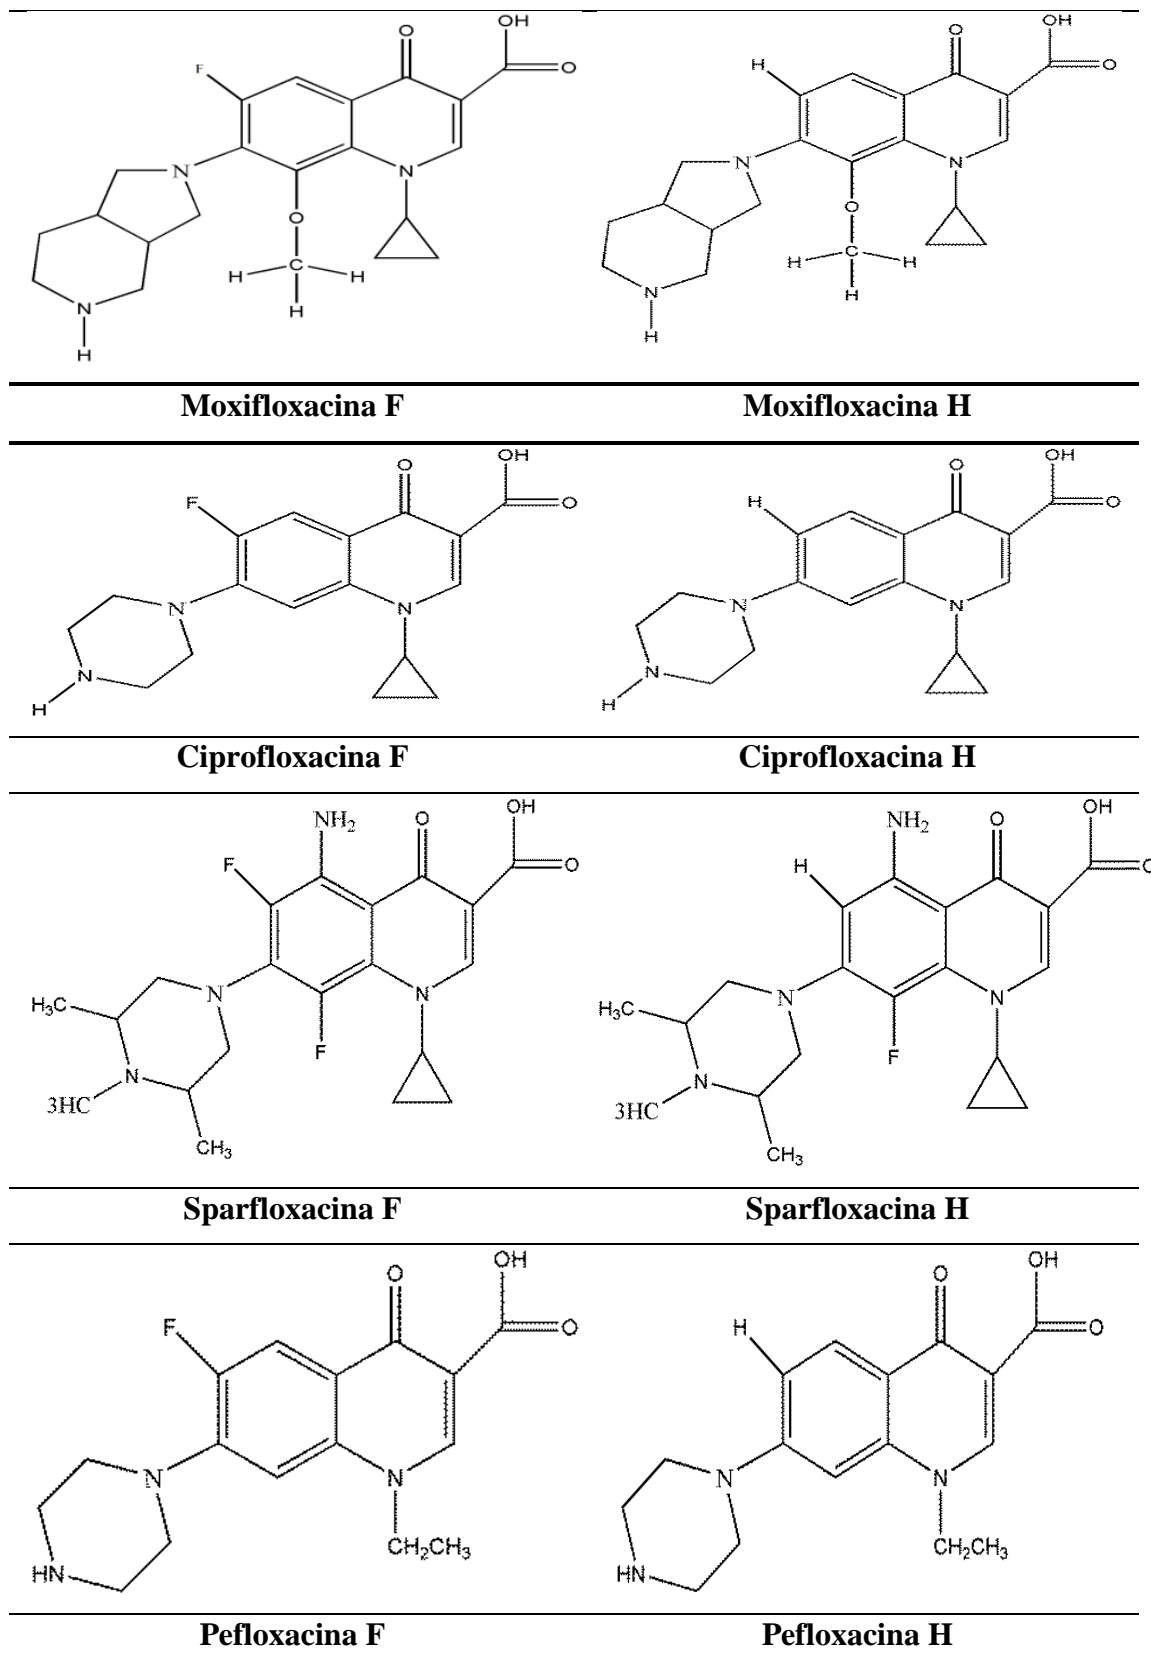 OH
O
O
F
N
N
O
H
C
H
H
N
H
OH
O
O
H
N
N
O
H
C
H
H
N
H
Moxifloxacina F
Moxifloxacina H
OH
O
O
F
N
N
N
H
OH
O
O
H
N
N
N
H
Ciprofloxacina F
Ciprofloxacina H
NH₂
O
OH
O
F
N
N
H₃C
F
N
3HC
CH₃
NH₂
O
OH
O
H
N
N
H₃C
F
N
3HC
CH₃
Sparfloxacina F
Sparfloxacina H
O
OH
O
F
N
N
CH₂CH₃
HN
O
OH
O
H
N
N
CH₂CH₃
HN
Pefloxacina F
Pefloxacina H